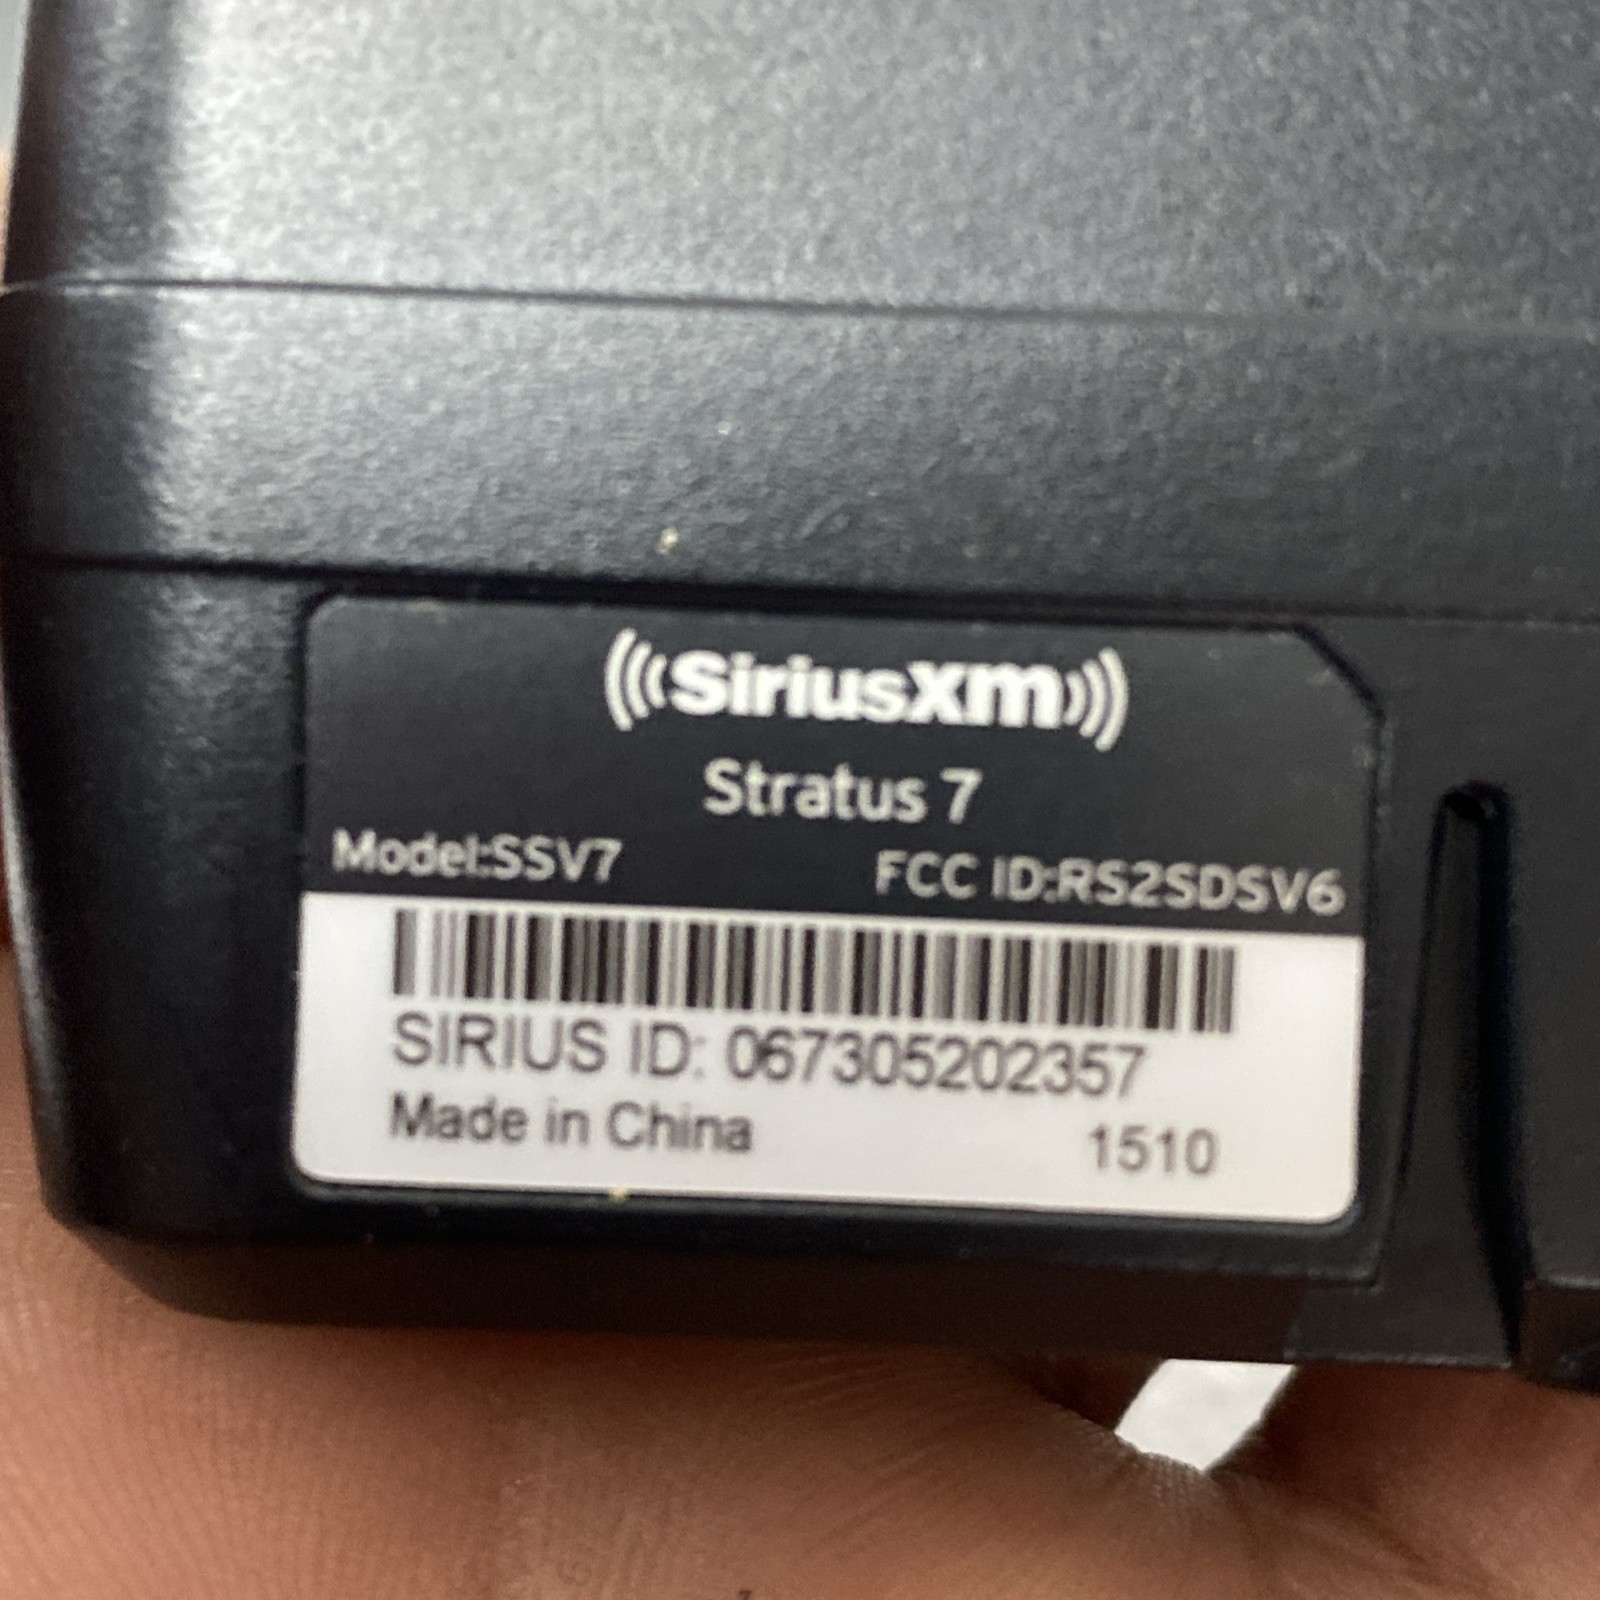 SiriusXm
Stratus 7
Model:SSV7 FCC ID:RS2SDSV6
SIRIUS ID: 067305202357
Made in China 1510